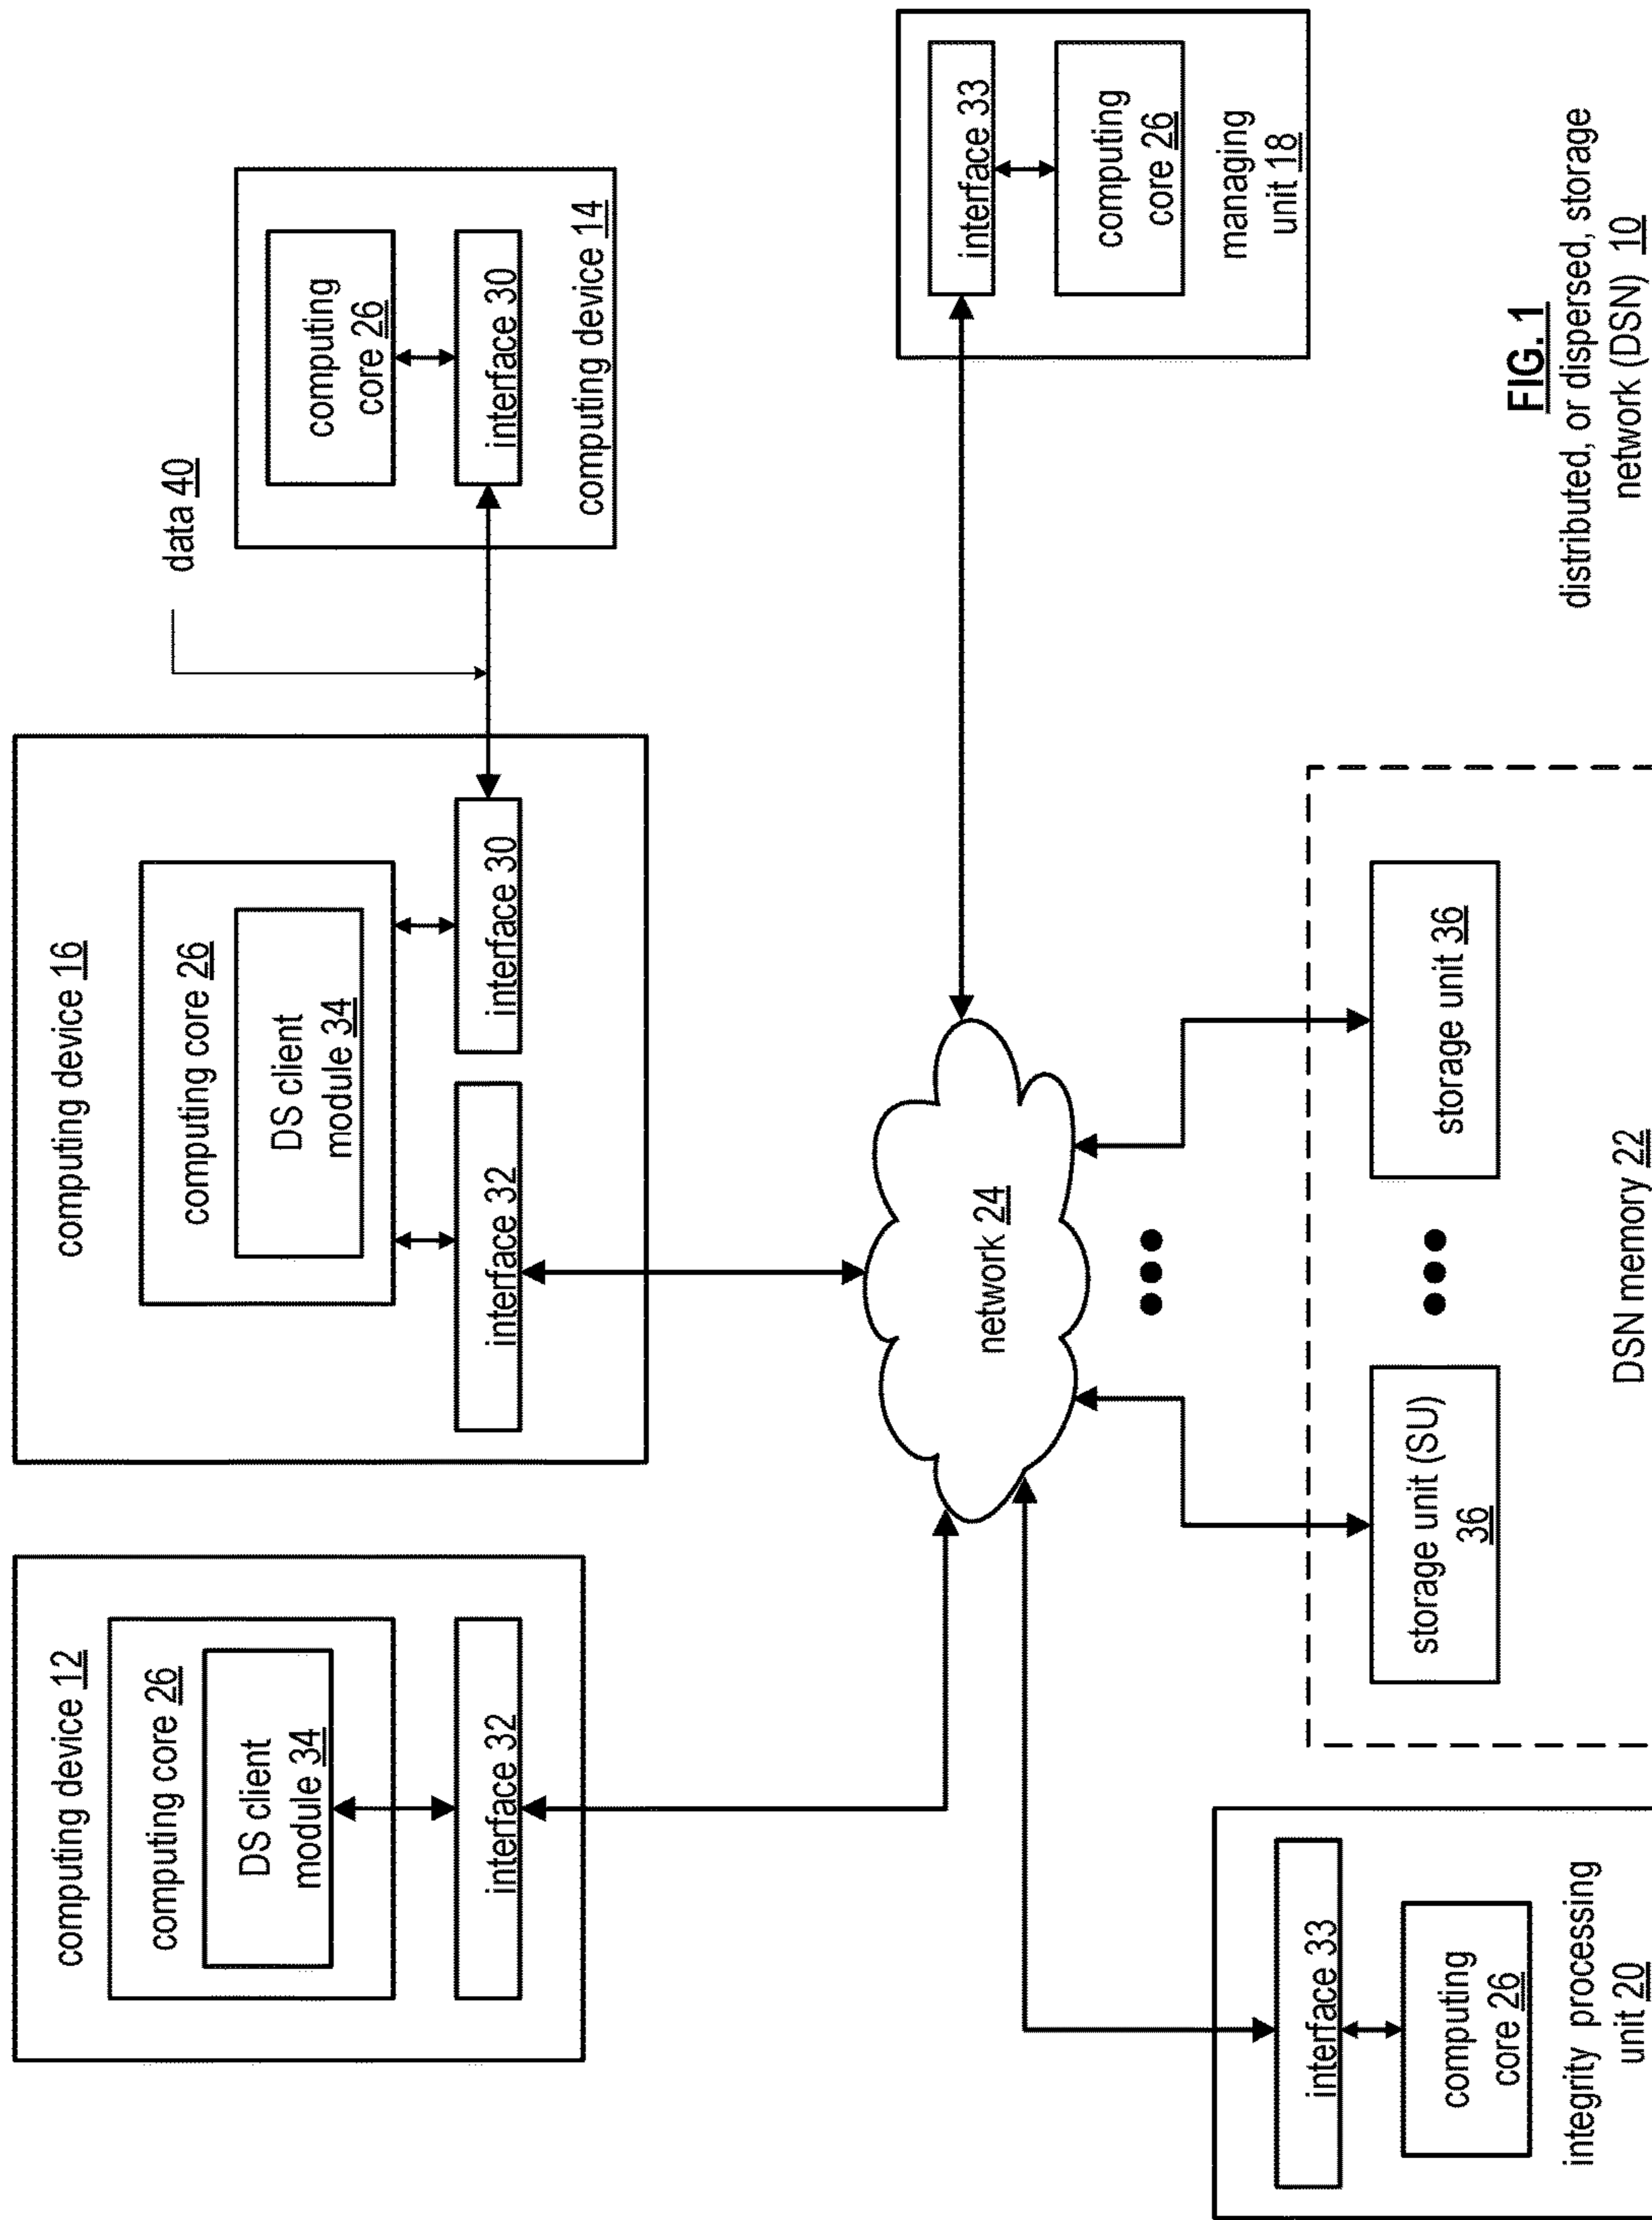 computing device 12
computing core 26
DS client
module 34
interface 32
computing device 16
computing core 26
DS client
module 34
interface 32
interface 30
data 40
computing
core 26
interface 30
computing device 14
network 24
interface 33
computing
core 26
managing
unit 18
interface 33
computing
core 26
integrity processing
unit 20
storage unit (SU)
36
storage unit 36
DSN memory 22
FIG. 1
distributed, or dispersed, storage
network (DSN) 10